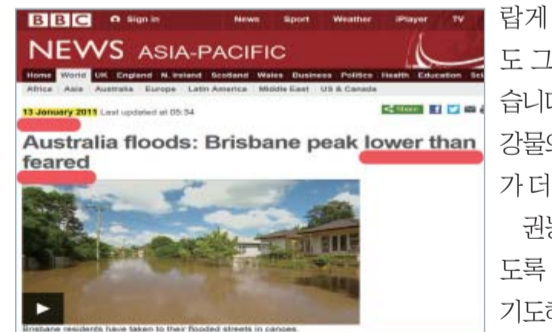 BBC Sign in News Sport Weather iPlayer TV
NEWS ASIA-PACIFIC
Home World UK England N. Ireland Scotland Wales Business Politics Health Education
Africa Asia Australia Europe Latin America Middle East US & Canada
13 January 2011 Last updated at 05:34
Share
Australia floods: Brisbane peak lower than
feared
Brisbane residents have taken to their flooded streets in canoes.
랍게
도 그
습니다
강물의
가 더
도록
기도하